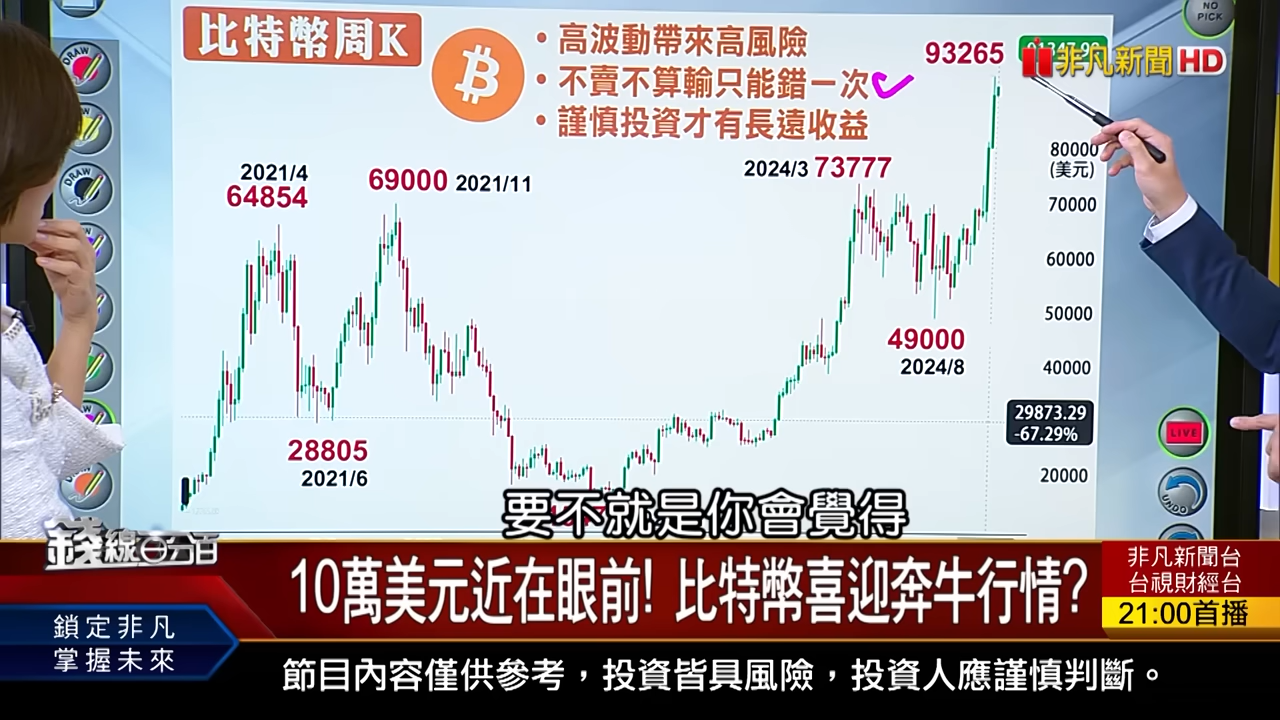 比特幣周K
• 高波動帶來高風險
• 不賣不算輸只能錯一次
• 謹慎投資才有長遠收益
93265
非凡新聞HD
NO PICK
DRAW
DRAW
80000
(美元)
70000
60000
50000
40000
29873.29
-67.29%
20000
2021/4
64854
69000 2021/11
2024/3 73777
49000
2024/8
28805
2021/6
LIVE
UNDO
要不就是你會覺得
錢線百分百
10萬美元近在眼前! 比特幣喜迎奔牛行情?
非凡新聞台
台視財經台
21:00首播
鎖定非凡
掌握未來
節目內容僅供參考，投資皆具風險，投資人應謹慎判斷。